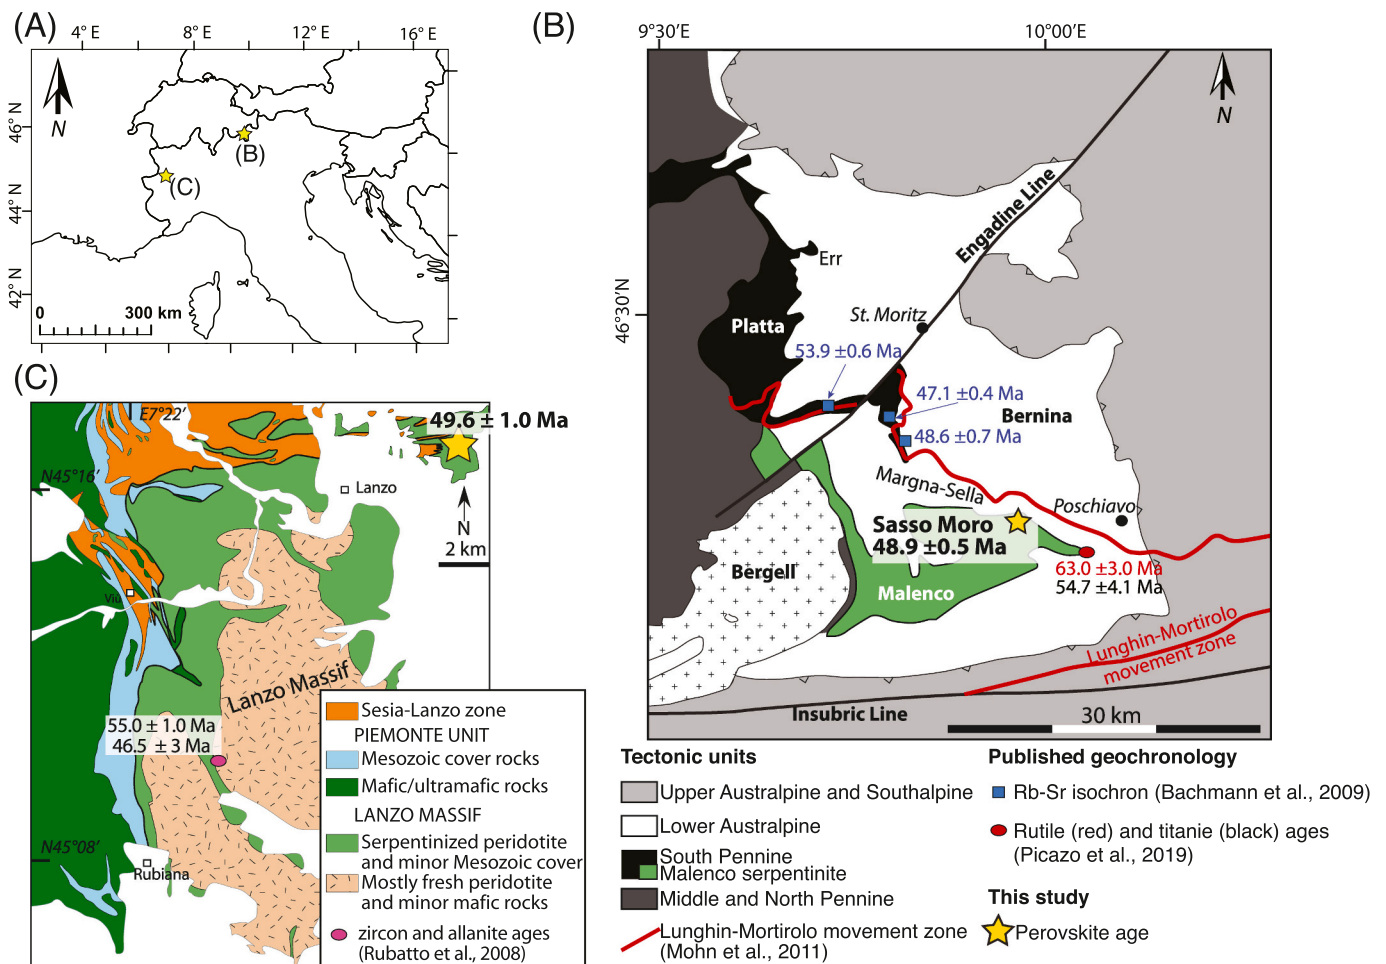 (A)
4° E
8° E
12° E
16° E
46° N
44° N
42° N
N
(B)
(C)
0
300 km
(B)
9°30'E
10°00'E
46°30'N
N
Engadine Line
Err
Platta
St. Moritz
53.9 ±0.6 Ma
47.1 ±0.4 Ma
Bernina
48.6 ±0.7 Ma
Margna-Sella
Poschiavo
Sasso Moro
48.9 ±0.5 Ma
63.0 ±3.0 Ma
54.7 ±4.1 Ma
Bergell
Malenco
Lunghin-Mortirolo
movement zone
Insubric Line
30 km
(C)
E7°22'
49.6 ± 1.0 Ma
N45°16'
Lanzo
N
2 km
Viù
Lanzo Massif
55.0 ± 1.0 Ma
46.5 ± 3 Ma
N45°08'
Rubiana
Sesia-Lanzo zone
PIEMONTE UNIT
Mesozoic cover rocks
Mafic/ultramafic rocks
LANZO MASSIF
Serpentinized peridotite
and minor Mesozoic cover
Mostly fresh peridotite
and minor mafic rocks
zircon and allanite ages
(Rubatto et al., 2008)
Tectonic units
Upper Australpine and Southalpine
Lower Australpine
South Pennine
Malenco serpentinite
Middle and North Pennine
Lunghin-Mortirolo movement zone
(Mohn et al., 2011)
Published geochronology
Rb-Sr isochron (Bachmann et al., 2009)
Rutile (red) and titanie (black) ages
(Picazo et al., 2019)
This study
Perovskite age